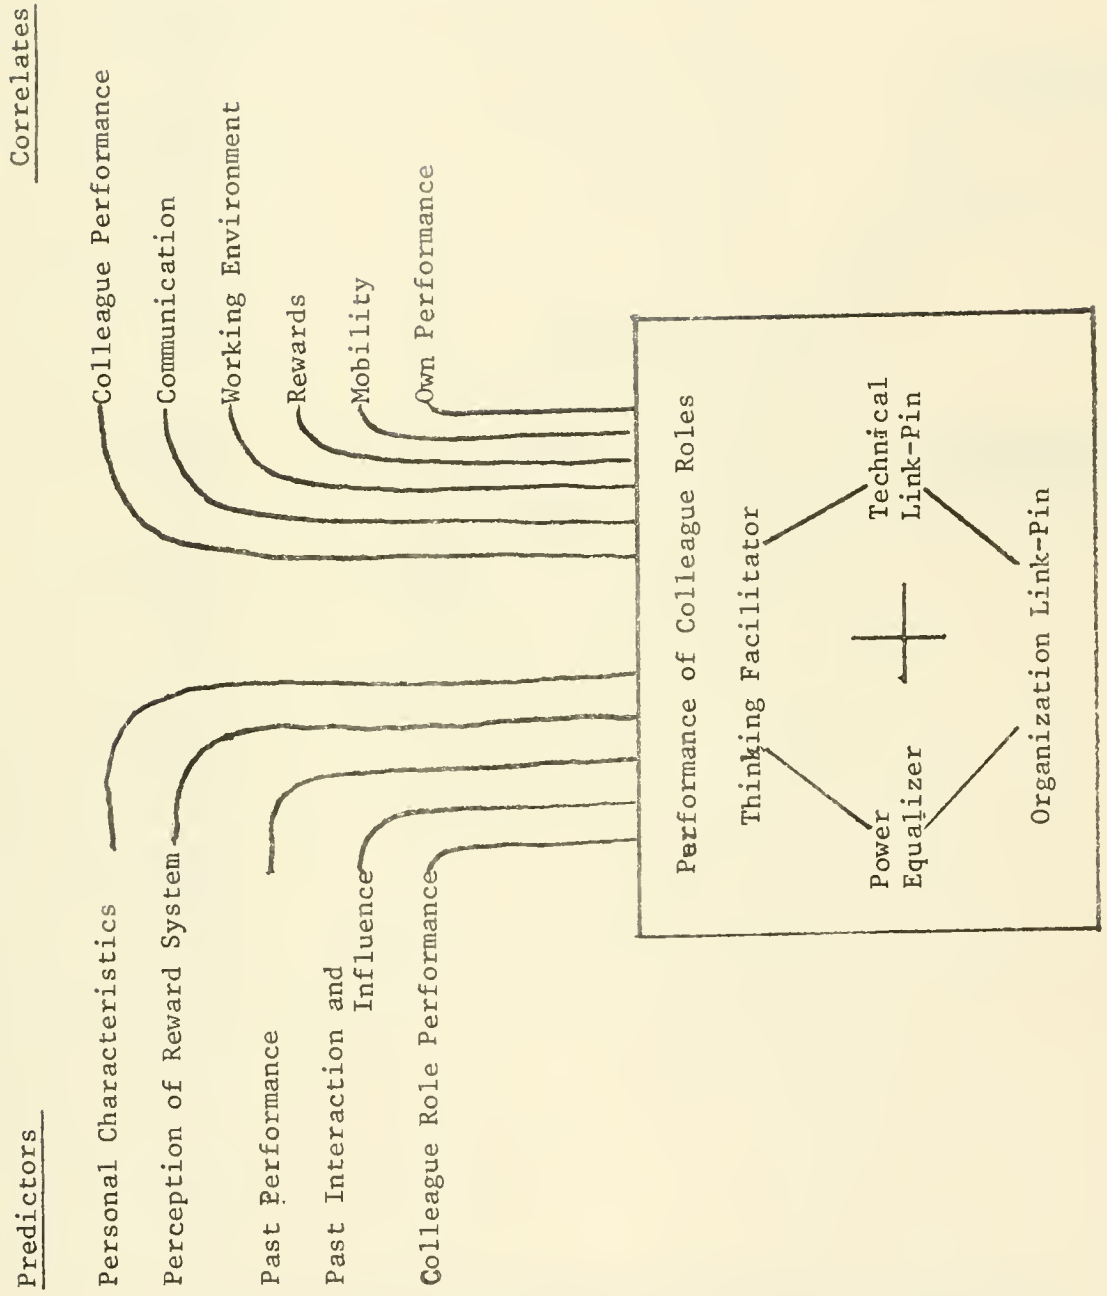 Predictors
Correlates
Personal Characteristics
Perception of Reward System
Past Performance
Past Interaction and
Influence
Colleague Role Performance
Colleague Performance
Communication
Working Environment
Rewards
Mobility
Own Performance
Performance of Colleague Roles
Thinking Facilitator
Power
Equalizer
Technical
Link-Pin
Organization Link-Pin